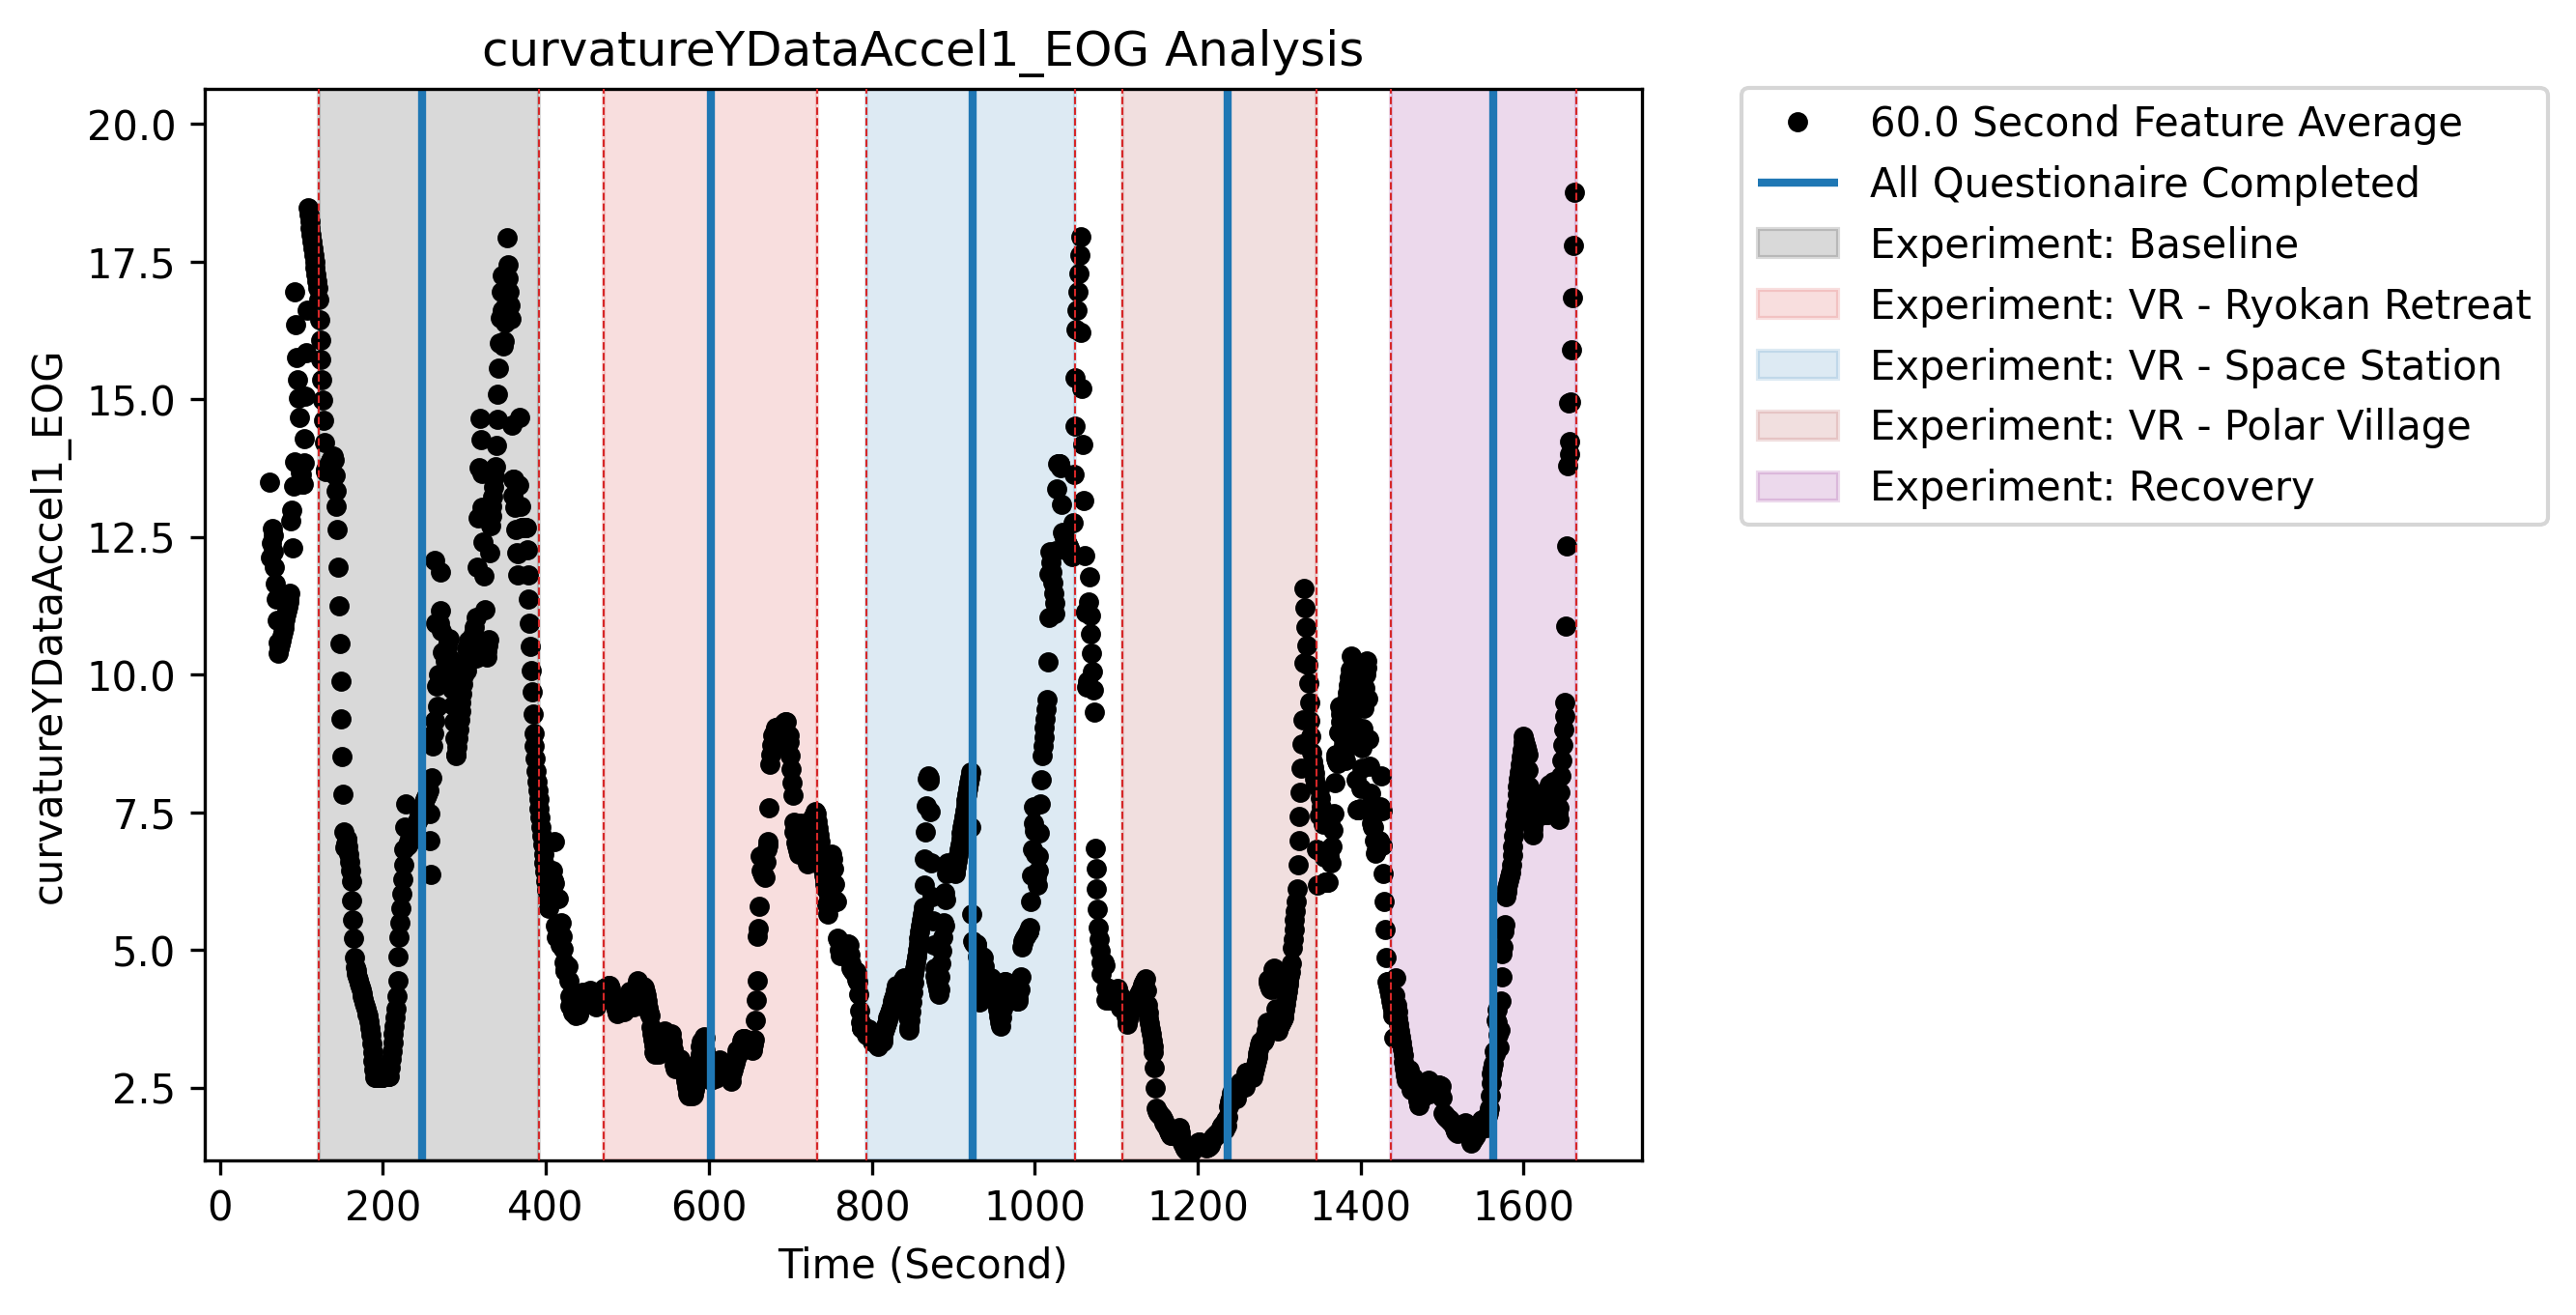 curvatureYDataAccel1_EOG Analysis
curvatureYDataAccel1_EOG
20.0
17.5
15.0
12.5
10.0
7.5
5.0
2.5
0 200 400 600 800 1000 1200 1400 1600
Time (Second)
60.0 Second Feature Average
All Questionaire Completed
Experiment: Baseline
Experiment: VR - Ryokan Retreat
Experiment: VR - Space Station
Experiment: VR - Polar Village
Experiment: Recovery